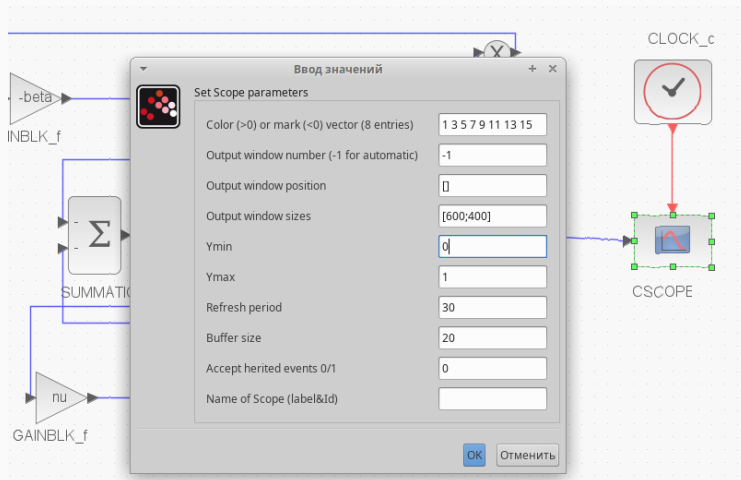 CLOCK_c
X
-beta
INBLK_f
- Σ
-
SUMMATIC
nu
GAINBLK_f
CSCOPE
Ввод значений
Set Scope parameters
Color (>0) or mark (<0) vector (8 entries) 1 3 5 7 9 11 13 15
Output window number (-1 for automatic) -1
Output window position []
Output window sizes [600;400]
Ymin 0
Ymax 1
Refresh period 30
Buffer size 20
Accept herited events 0/1 0
Name of Scope (label&Id)
OK Отменить